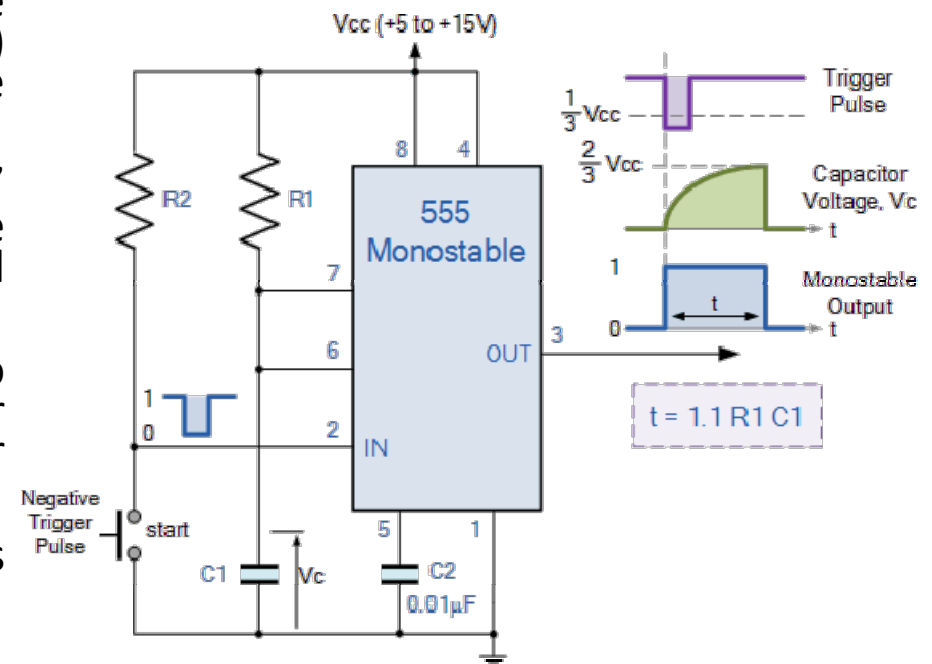 Vcc (+5 to +15V)
Trigger
Pulse
1/3 Vcc
2/3 Vcc
Capacitor
Voltage, Vc
t
8
4
R2
R1
555
Monostable
7
1
Monostable
Output
t
0
t
3
6
OUT
t = 1.1 R1 C1
1
0
2
IN
Negative
Trigger
Pulse
start
5
1
C1
Vc
C2
0.01µF